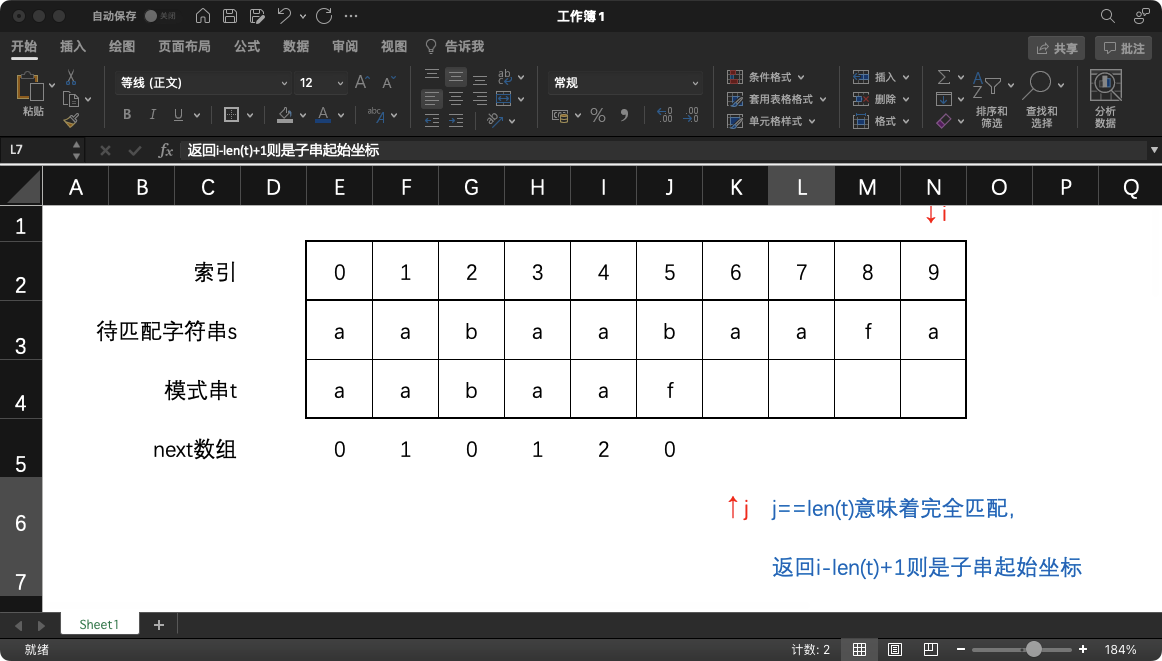 自动保存 关闭 工作簿1
开始 插入 绘图 页面布局 公式 数据 审阅 视图 告诉我 共享 批注
粘贴 等线 (正文) 12 A A ab 常规 条件格式 插入 排序和筛选 查找和选择 分析数据
B I U A abc A % 套用表格格式 删除
单元格样式 格式
L7 fx 返回i-len(t)+1则是子串起始坐标
A B C D E F G H I J K L M N O P Q
1 ↓i
2 索引 0 1 2 3 4 5 6 7 8 9
3 待匹配字符串s a a b a a b a a f a
4 模式串t a a b a a f
5 next数组 0 1 0 1 2 0
6 ↑j j==len(t)意味着完全匹配,
7 返回i-len(t)+1则是子串起始坐标
Sheet1 +
就绪 计数: 2 184%